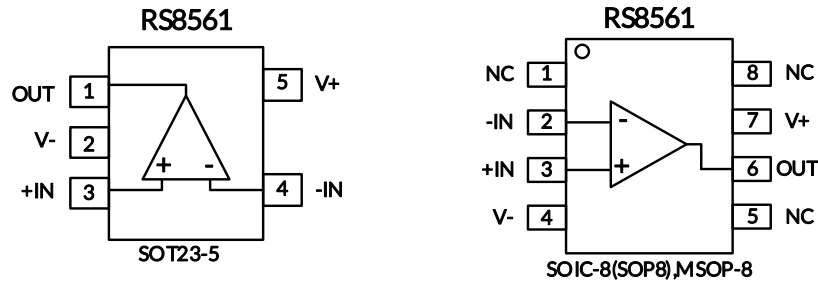 RS8561
OUT 1
5 V+
V- 2
+ -
+IN 3
4 -IN
SOT23-5
RS8561
NC 1
8 NC
-IN 2
-
7 V+
+IN 3
+
6 OUT
V- 4
5 NC
SOIC-8(SOP8),MSOP-8